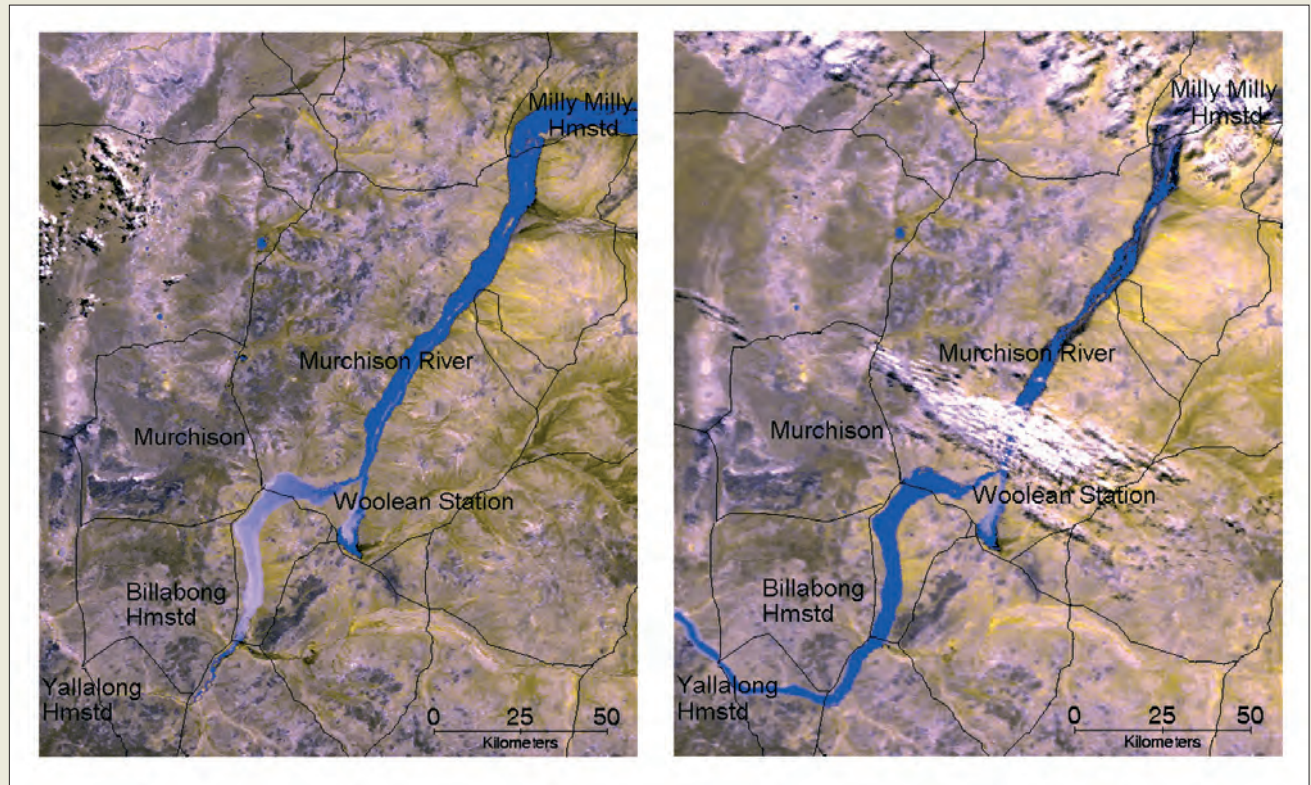 Milly Milly
Hmstd
Murchison River
Murchison
Woolean Station
Billabong
Hmstd
Yallalong
Hmstd
0 25 50
Kilometers
Milly Milly
Hmstd
Murchison River
Murchison
Woolean Station
Billabong
Hmstd
Yallalong
Hmstd
0 25 50
Kilometers